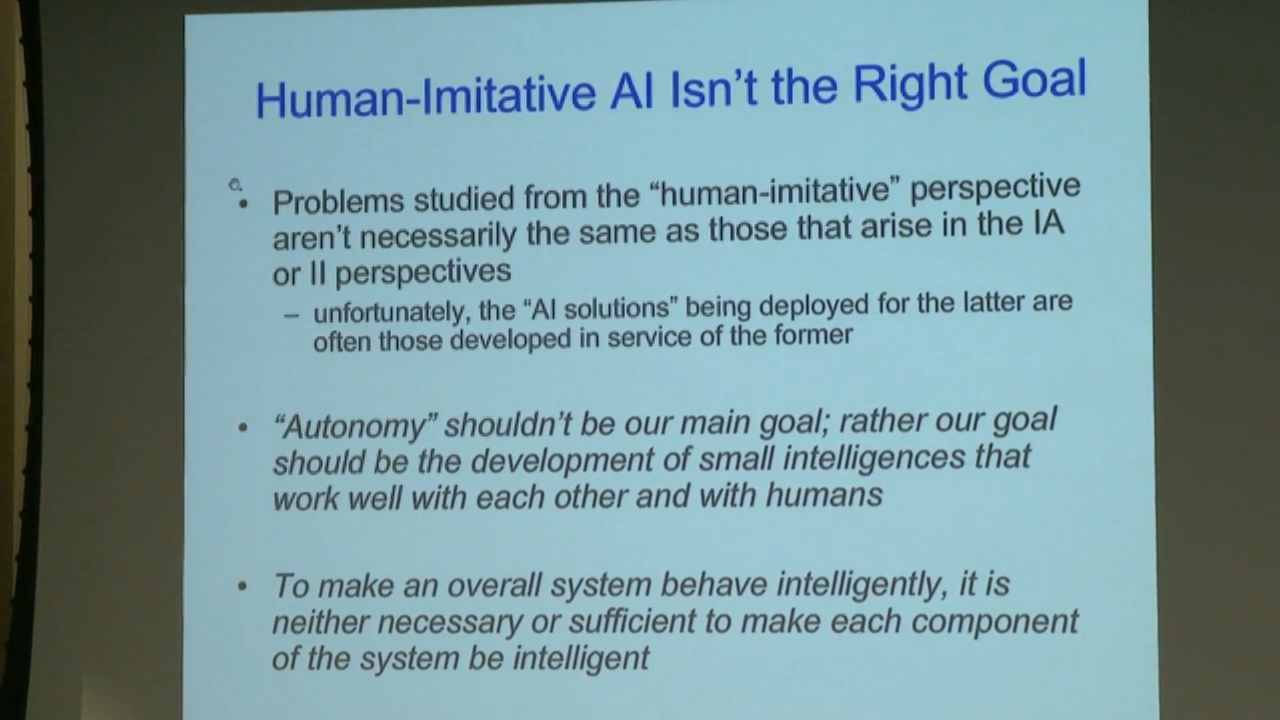 Human-Imitative AI Isn't the Right Goal
• Problems studied from the “human-imitative” perspective
aren't necessarily the same as those that arise in the IA
or II perspectives
– unfortunately, the “AI solutions” being deployed for the latter are
often those developed in service of the former
• “Autonomy” shouldn't be our main goal; rather our goal
should be the development of small intelligences that
work well with each other and with humans
• To make an overall system behave intelligently, it is
neither necessary or sufficient to make each component
of the system be intelligent